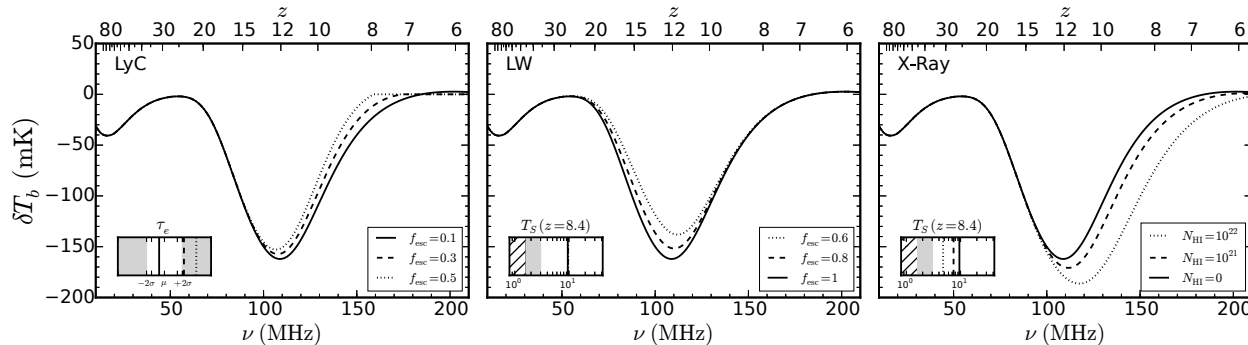 z z z
80 30 20 15 12 10 8 7 6 80 30 20 15 12 10 8 7 6 80 30 20 15 12 10 8 7 6
LyC LW X-Ray
50
0
−50
−100
−150
−200
δT_b (mK)
τ_e
−2σ μ +2σ
f_esc=0.1
f_esc=0.3
f_esc=0.5
T_S (z=8.4)
10^0 10^1
f_esc=0.6
f_esc=0.8
f_esc=1
T_S (z=8.4)
10^0 10^1
N_HI=10^22
N_HI=10^21
N_HI=0
50 100 150 200 50 100 150 200 50 100 150 200
ν (MHz) ν (MHz) ν (MHz)